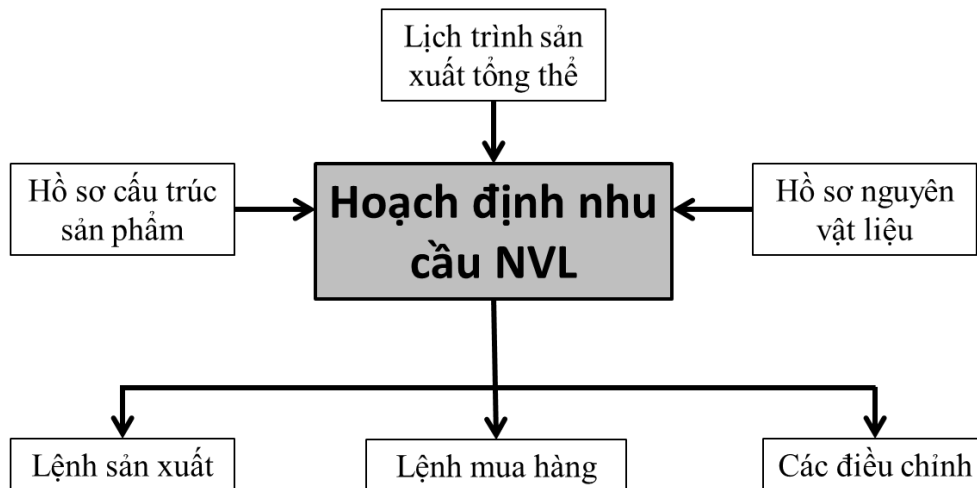 Lịch trình sản
xuất tổng thể
Hồ sơ cấu trúc
sản phẩm
Hoạch định nhu
cầu NVL
Hồ sơ nguyên
vật liệu
Lệnh sản xuất
Lệnh mua hàng
Các điều chỉnh